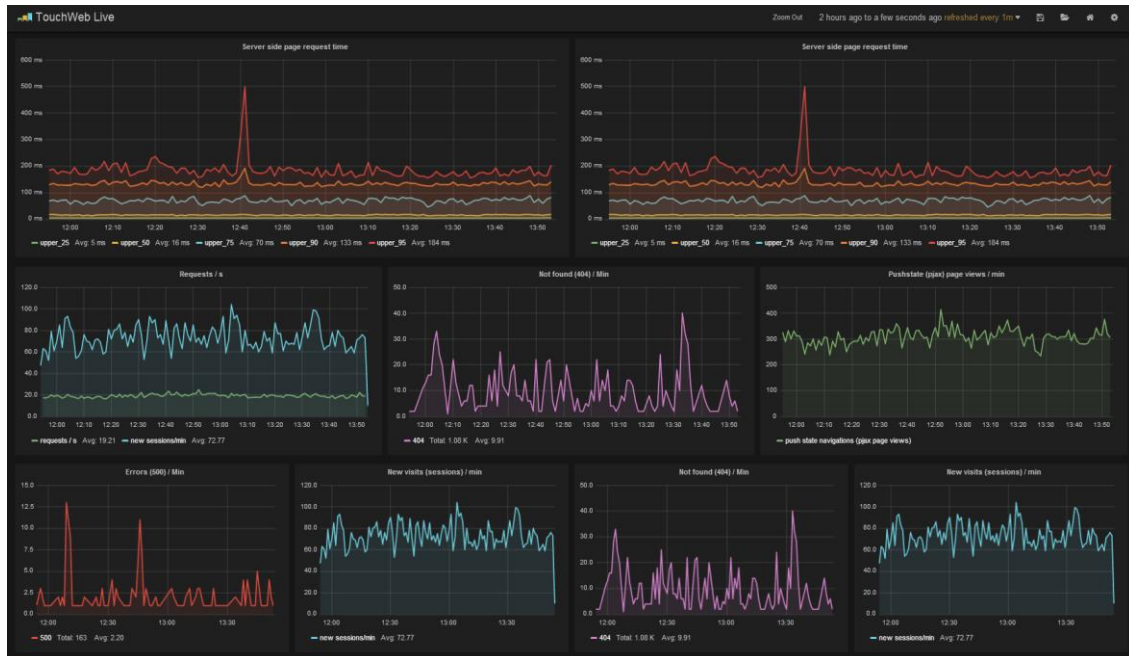 TouchWeb Live
Zoom Out 2 hours ago to a few seconds ago refreshed every 1m
Server side page request time
600 ms
500 ms
400 ms
300 ms
200 ms
100 ms
0 ms
12:00 12:10 12:20 12:30 12:40 12:50 13:00 13:10 13:20 13:30 13:40 13:50
upper_25 Avg: 5 ms upper_50 Avg: 16 ms upper_75 Avg: 70 ms upper_90 Avg: 133 ms upper_95 Avg: 184 ms
Server side page request time
600 ms
500 ms
400 ms
300 ms
200 ms
100 ms
0 ms
12:00 12:10 12:20 12:30 12:40 12:50 13:00 13:10 13:20 13:30 13:40 13:50
upper_25 Avg: 5 ms upper_50 Avg: 16 ms upper_75 Avg: 70 ms upper_90 Avg: 133 ms upper_95 Avg: 184 ms
Requests / s
120.0
100.0
80.0
60.0
40.0
20.0
0.0
12:00 12:10 12:20 12:30 12:40 12:50 13:00 13:10 13:20 13:30 13:40 13:50
requests / s Avg: 19.21 new sessions/min Avg: 72.77
Not found (404) / Min
50.0
40.0
30.0
20.0
10.0
0.0
12:00 12:10 12:20 12:30 12:40 12:50 13:00 13:10 13:20 13:30 13:40 13:50
404 Total: 1.08 K Avg: 9.91
Pushstate (pjax) page views / min
500
400
300
200
100
0
12:00 12:10 12:20 12:30 12:40 12:50 13:00 13:10 13:20 13:30 13:40 13:50
push state navigations (pjax page views)
Errors (500) / Min
15.0
12.5
10.0
7.5
5.0
2.5
0.0
12:00 12:30 13:00 13:30
500 Total: 163 Avg: 2.20
New visits (sessions) / min
120.0
100.0
80.0
60.0
40.0
20.0
0.0
12:00 12:30 13:00 13:30
new sessions/min Avg: 72.77
Not found (404) / Min
50.0
40.0
30.0
20.0
10.0
0.0
12:00 12:30 13:00 13:30
404 Total: 1.08 K Avg: 9.91
New visits (sessions) / min
120.0
100.0
80.0
60.0
40.0
20.0
0.0
12:00 12:30 13:00 13:30
new sessions/min Avg: 72.77